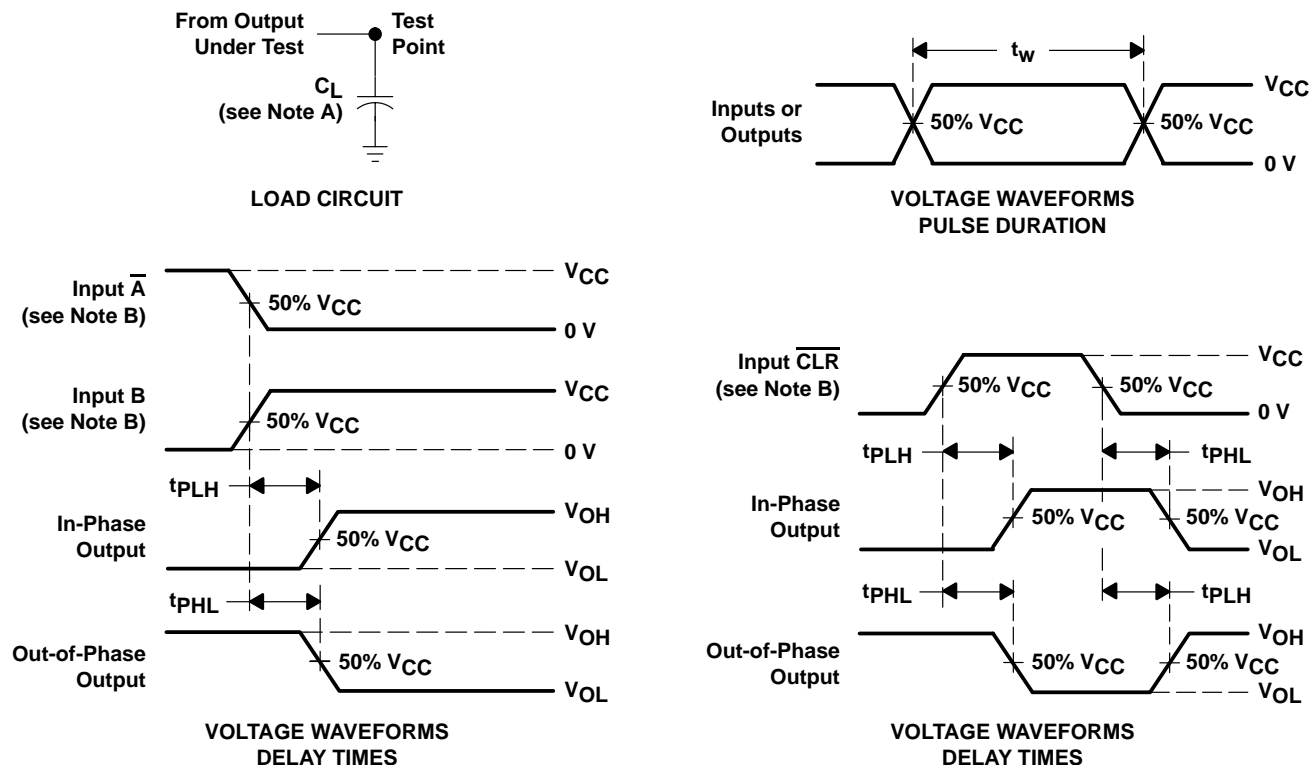 From Output
Under Test
Test
Point
CL
(see Note A)
LOAD CIRCUIT
tw
Inputs or
Outputs
VCC
50% VCC
50% VCC
0 V
VOLTAGE WAVEFORMS
PULSE DURATION
Input A̅
(see Note B)
VCC
50% VCC
0 V
Input B
(see Note B)
VCC
50% VCC
0 V
tPLH
In-Phase
Output
VOH
50% VCC
VOL
tPHL
Out-of-Phase
Output
VOH
50% VCC
VOL
VOLTAGE WAVEFORMS
DELAY TIMES
Input C̅L̅R̅
(see Note B)
VCC
50% VCC
50% VCC
0 V
tPLH
tPHL
In-Phase
Output
VOH
50% VCC
50% VCC
VOL
tPHL
tPLH
Out-of-Phase
Output
VOH
50% VCC
50% VCC
VOL
VOLTAGE WAVEFORMS
DELAY TIMES